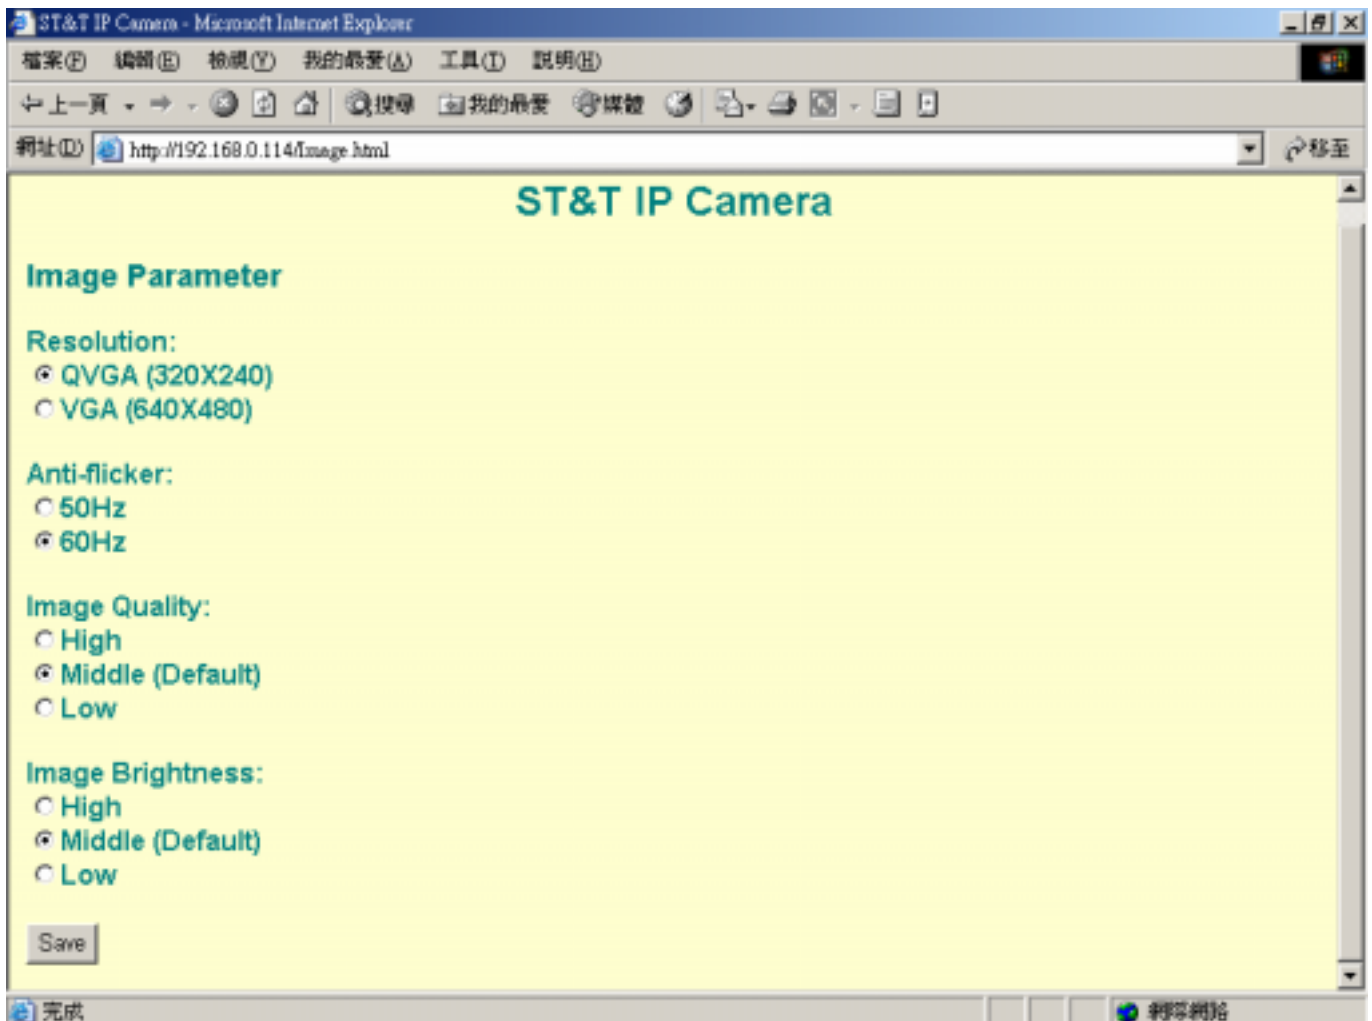 ST&T IP Camera - Microsoft Internet Explorer
檔案(F) 編輯(E) 檢視(V) 我的最愛(A) 工具(T) 說明(H)
上一頁 搜尋 我的最愛 媒體
網址(D) http://192.168.0.114/Image.html 移至
ST&T IP Camera
Image Parameter
Resolution:
QVGA (320X240)
VGA (640X480)
Anti-flicker:
50Hz
60Hz
Image Quality:
High
Middle (Default)
Low
Image Brightness:
High
Middle (Default)
Low
Save
完成 網際網路